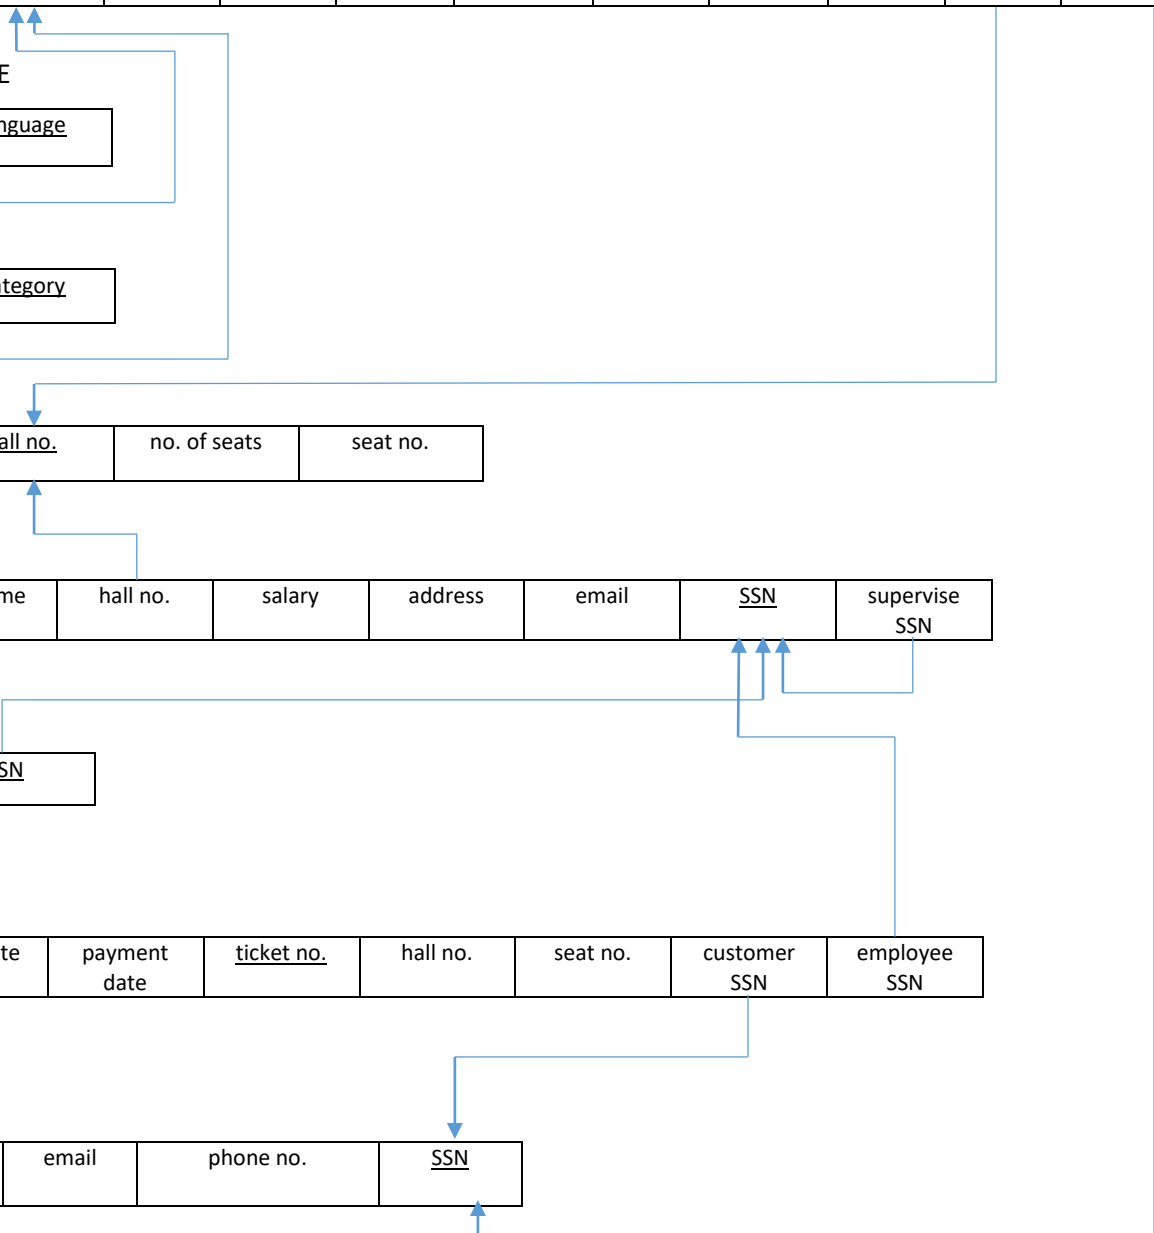 E
nguage
tegory
all no. no. of seats seat no.
me hall no. salary address email SSN supervise
SSN
SN
te payment ticket no. hall no. seat no. customer employee
date SSN SSN
email phone no. SSN